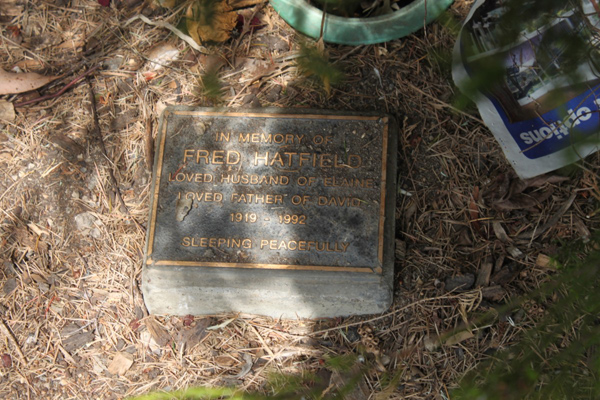 IN MEMORY OF
FRED HATFIELD
LOVED HUSBAND OF ELAINE
LOVED FATHER OF DAVID
1919 - 1992
SLEEPING PEACEFULLY